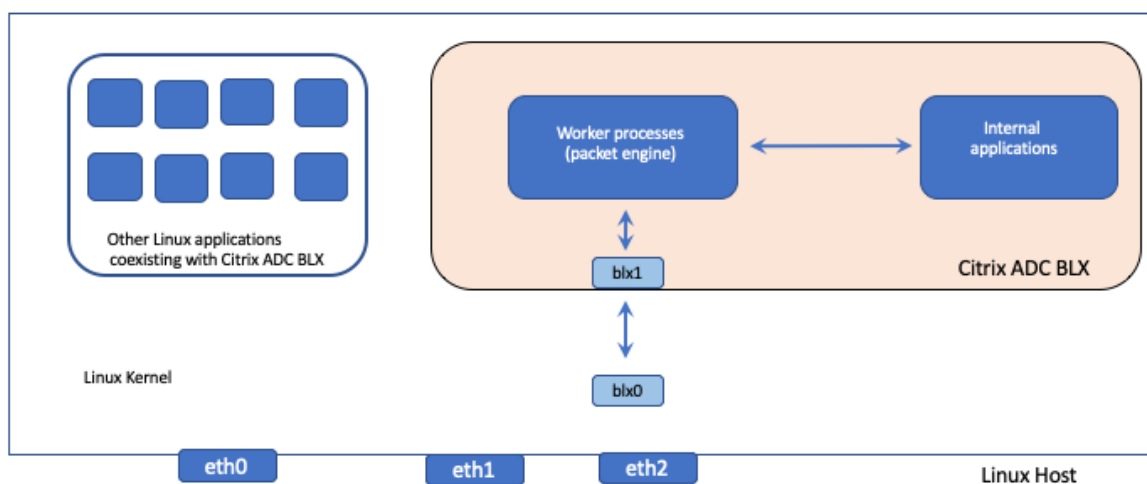 Worker processes
(packet engine)
Internal
applications
Other Linux applications
coexisting with Citrix ADC BLX
blx1
Citrix ADC BLX
Linux Kernel
blx0
eth0
eth1
eth2
Linux Host